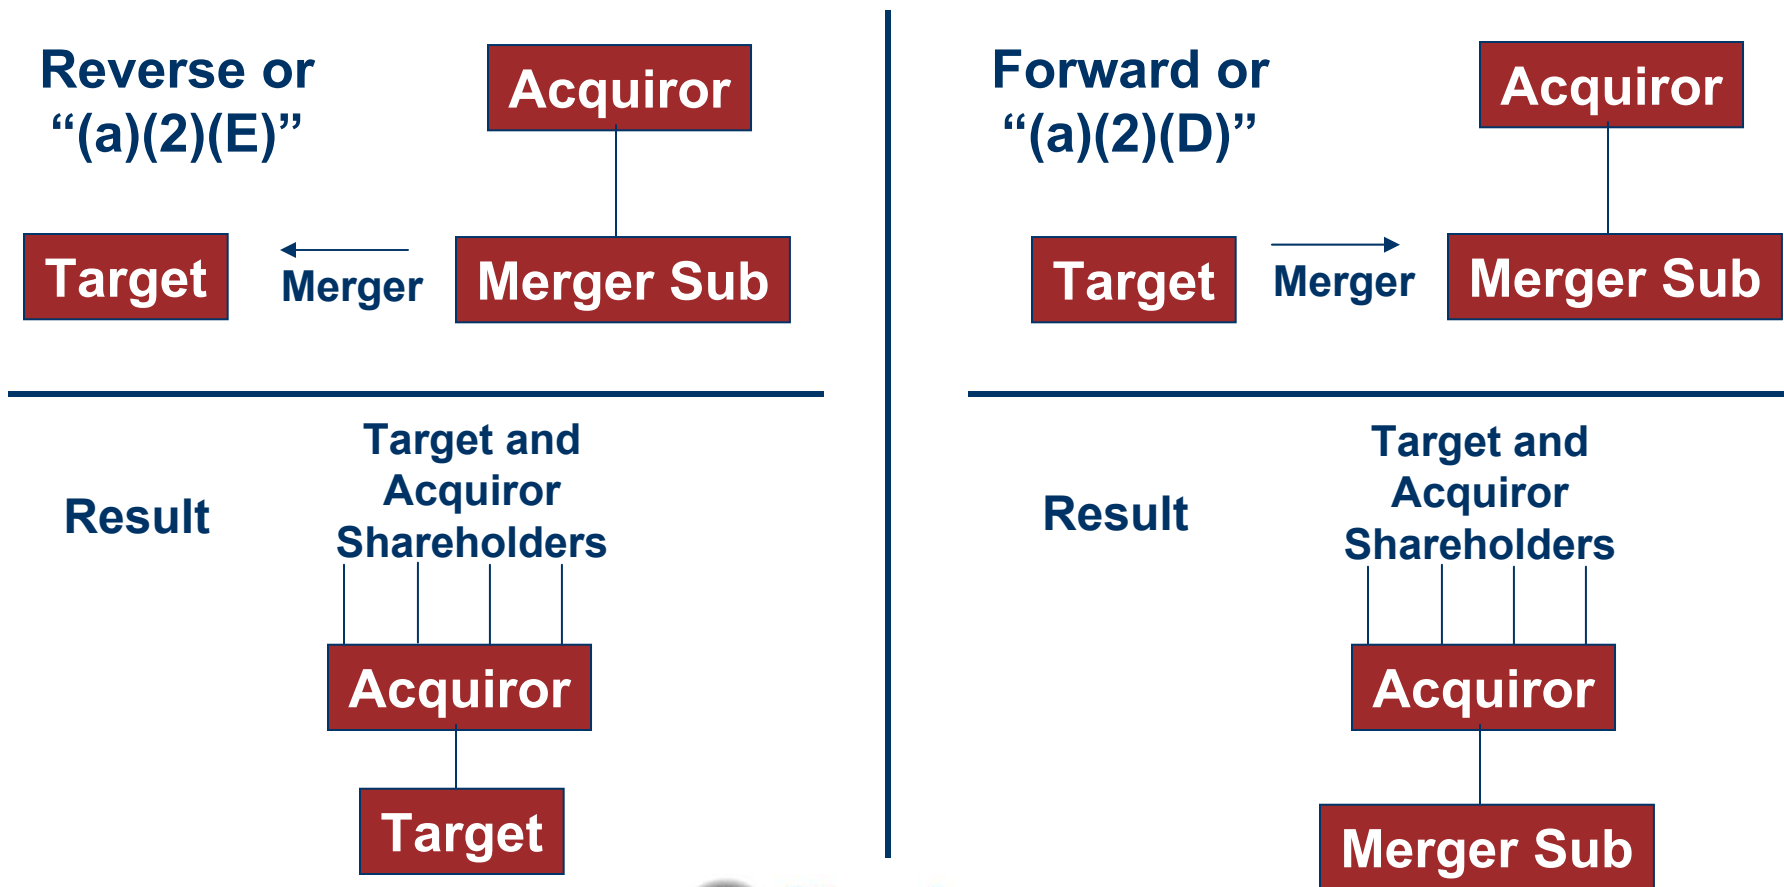 Reverse or
“(a)(2)(E)”
Acquiror
Target
Merger
Merger Sub
Result
Target and
Acquiror
Shareholders
Acquiror
Target
Forward or
“(a)(2)(D)”
Acquiror
Target
Merger
Merger Sub
Result
Target and
Acquiror
Shareholders
Acquiror
Merger Sub